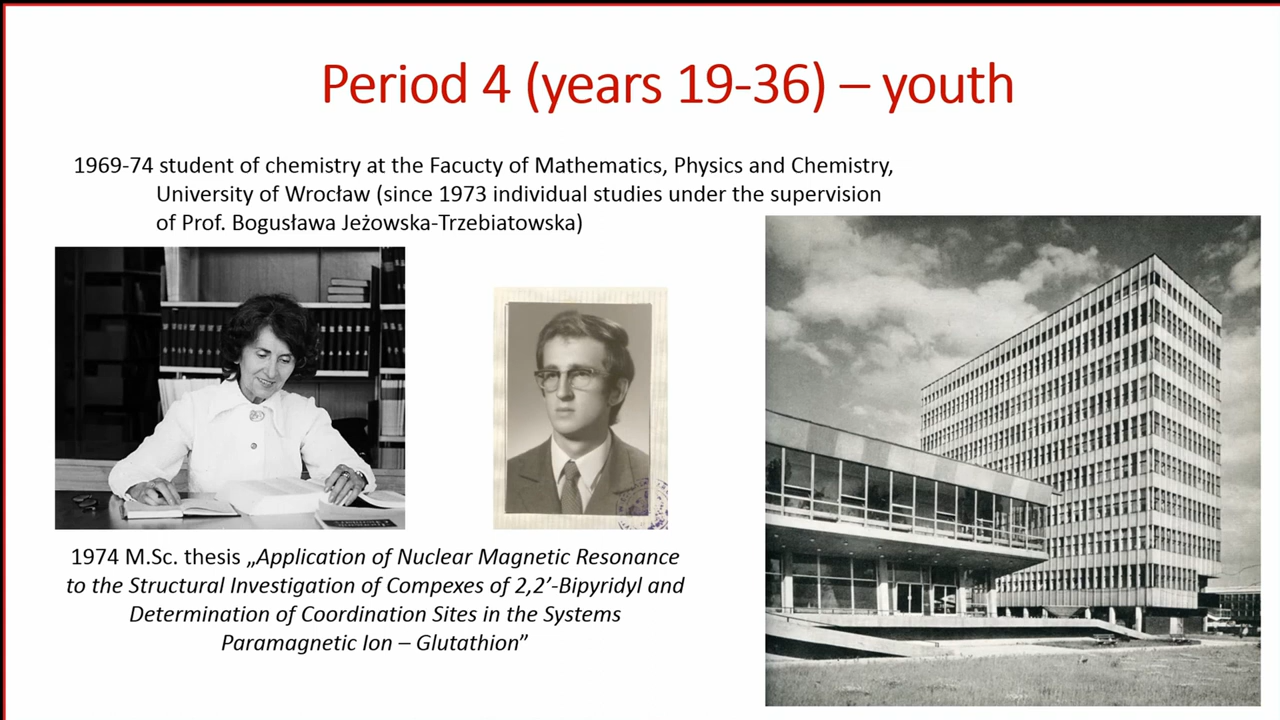 Period 4 (years 19-36) – youth
1969-74 student of chemistry at the Facucty of Mathematics, Physics and Chemistry,
University of Wrocław (since 1973 individual studies under the supervision
of Prof. Bogusława Jeżowska-Trzebiatowska)
1974 M.Sc. thesis „Application of Nuclear Magnetic Resonance
to the Structural Investigation of Compexes of 2,2’-Bipyridyl and
Determination of Coordination Sites in the Systems
Paramagnetic Ion – Glutathion”